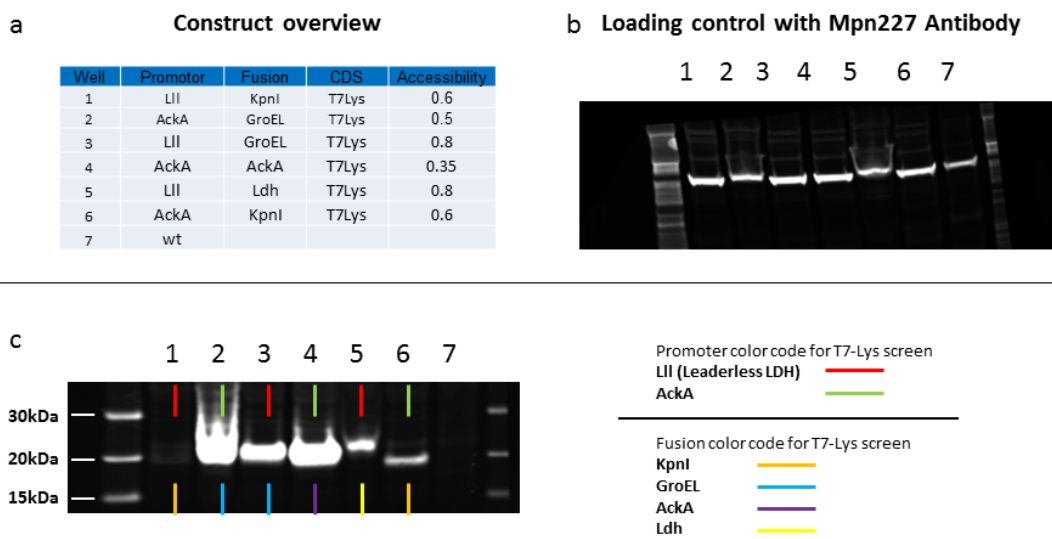 a
Construct overview
Well Promotor Fusion CDS Accessibility
1 Lll KpnI T7Lys 0.6
2 AckA GroEL T7Lys 0.5
3 Lll GroEL T7Lys 0.8
4 AckA AckA T7Lys 0.35
5 Lll Ldh T7Lys 0.8
6 AckA KpnI T7Lys 0.6
7 wt
b
Loading control with Mpn227 Antibody
1 2 3 4 5 6 7
c
1 2 3 4 5 6 7
30kDa
20kDa
15kDa
Promoter color code for T7-Lys screen
Lll (Leaderless LDH)
AckA
Fusion color code for T7-Lys screen
KpnI
GroEL
AckA
Ldh